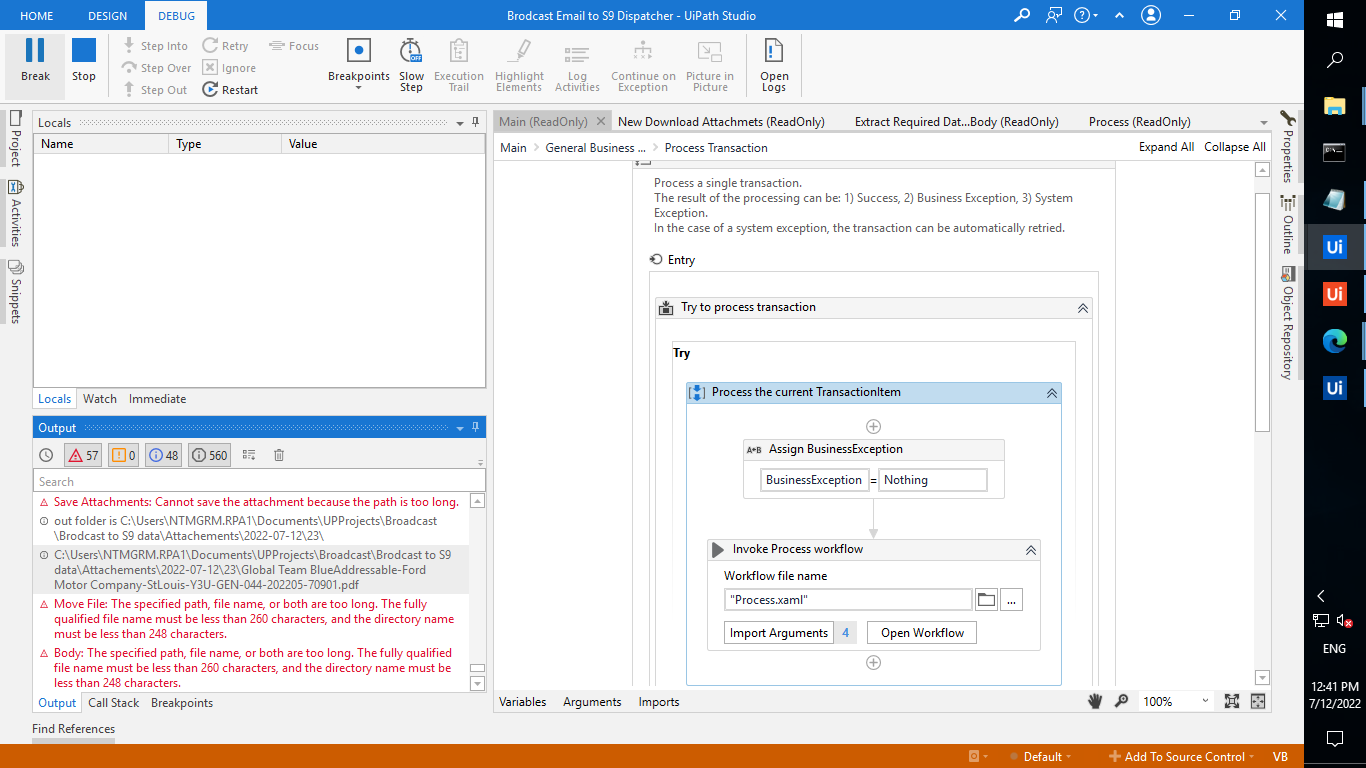 HOME DESIGN DEBUG Brodcast Email to S9 Dispatcher - UiPath Studio
Break
Stop
Step Into
Step Over
Step Out
Retry
Ignore
Restart
Focus
Breakpoints
Slow
Step
OFF
Execution
Trail
Highlight
Elements
Log
Activities
Continue on
Exception
Picture in
Picture
Open
Logs
Project
Activities
Snippets
Locals
Name Type Value
Locals Watch Immediate
Output
57 0 48 560
Search
Save Attachments: Cannot save the attachment because the path is too long.
out folder is C:\Users\NTMGRM.RPA1\Documents\UPProjects\Broadcast
\Brodcast to S9 data\Attachements\2022-07-12\23\
C:\Users\NTMGRM.RPA1\Documents\UPProjects\Broadcast\Brodcast to S9
data\Attachements\2022-07-12\23\Global Team BlueAddressable-Ford
Motor Company-StLouis-Y3U-GEN-044-202205-70901.pdf
Move File: The specified path, file name, or both are too long. The fully
qualified file name must be less than 260 characters, and the directory name
must be less than 248 characters.
Body: The specified path, file name, or both are too long. The fully qualified
file name must be less than 260 characters, and the directory name must be
less than 248 characters.
Output Call Stack Breakpoints
Find References
Main (ReadOnly) New Download Attachmets (ReadOnly) Extract Required Dat...Body (ReadOnly) Process (ReadOnly)
Main > General Business ... > Process Transaction Expand All Collapse All
Process a single transaction.
The result of the processing can be: 1) Success, 2) Business Exception, 3) System
Exception.
In the case of a system exception, the transaction can be automatically retried.
Entry
Try to process transaction
Try
Process the current TransactionItem
A+B Assign BusinessException
BusinessException = Nothing
Invoke Process workflow
Workflow file name
"Process.xaml" ...
Import Arguments 4 Open Workflow
Variables Arguments Imports 100%
Properties
Outline
Object Repository
Default Add To Source Control VB
Ui
Ui
Ui
ENG
12:41 PM
7/12/2022